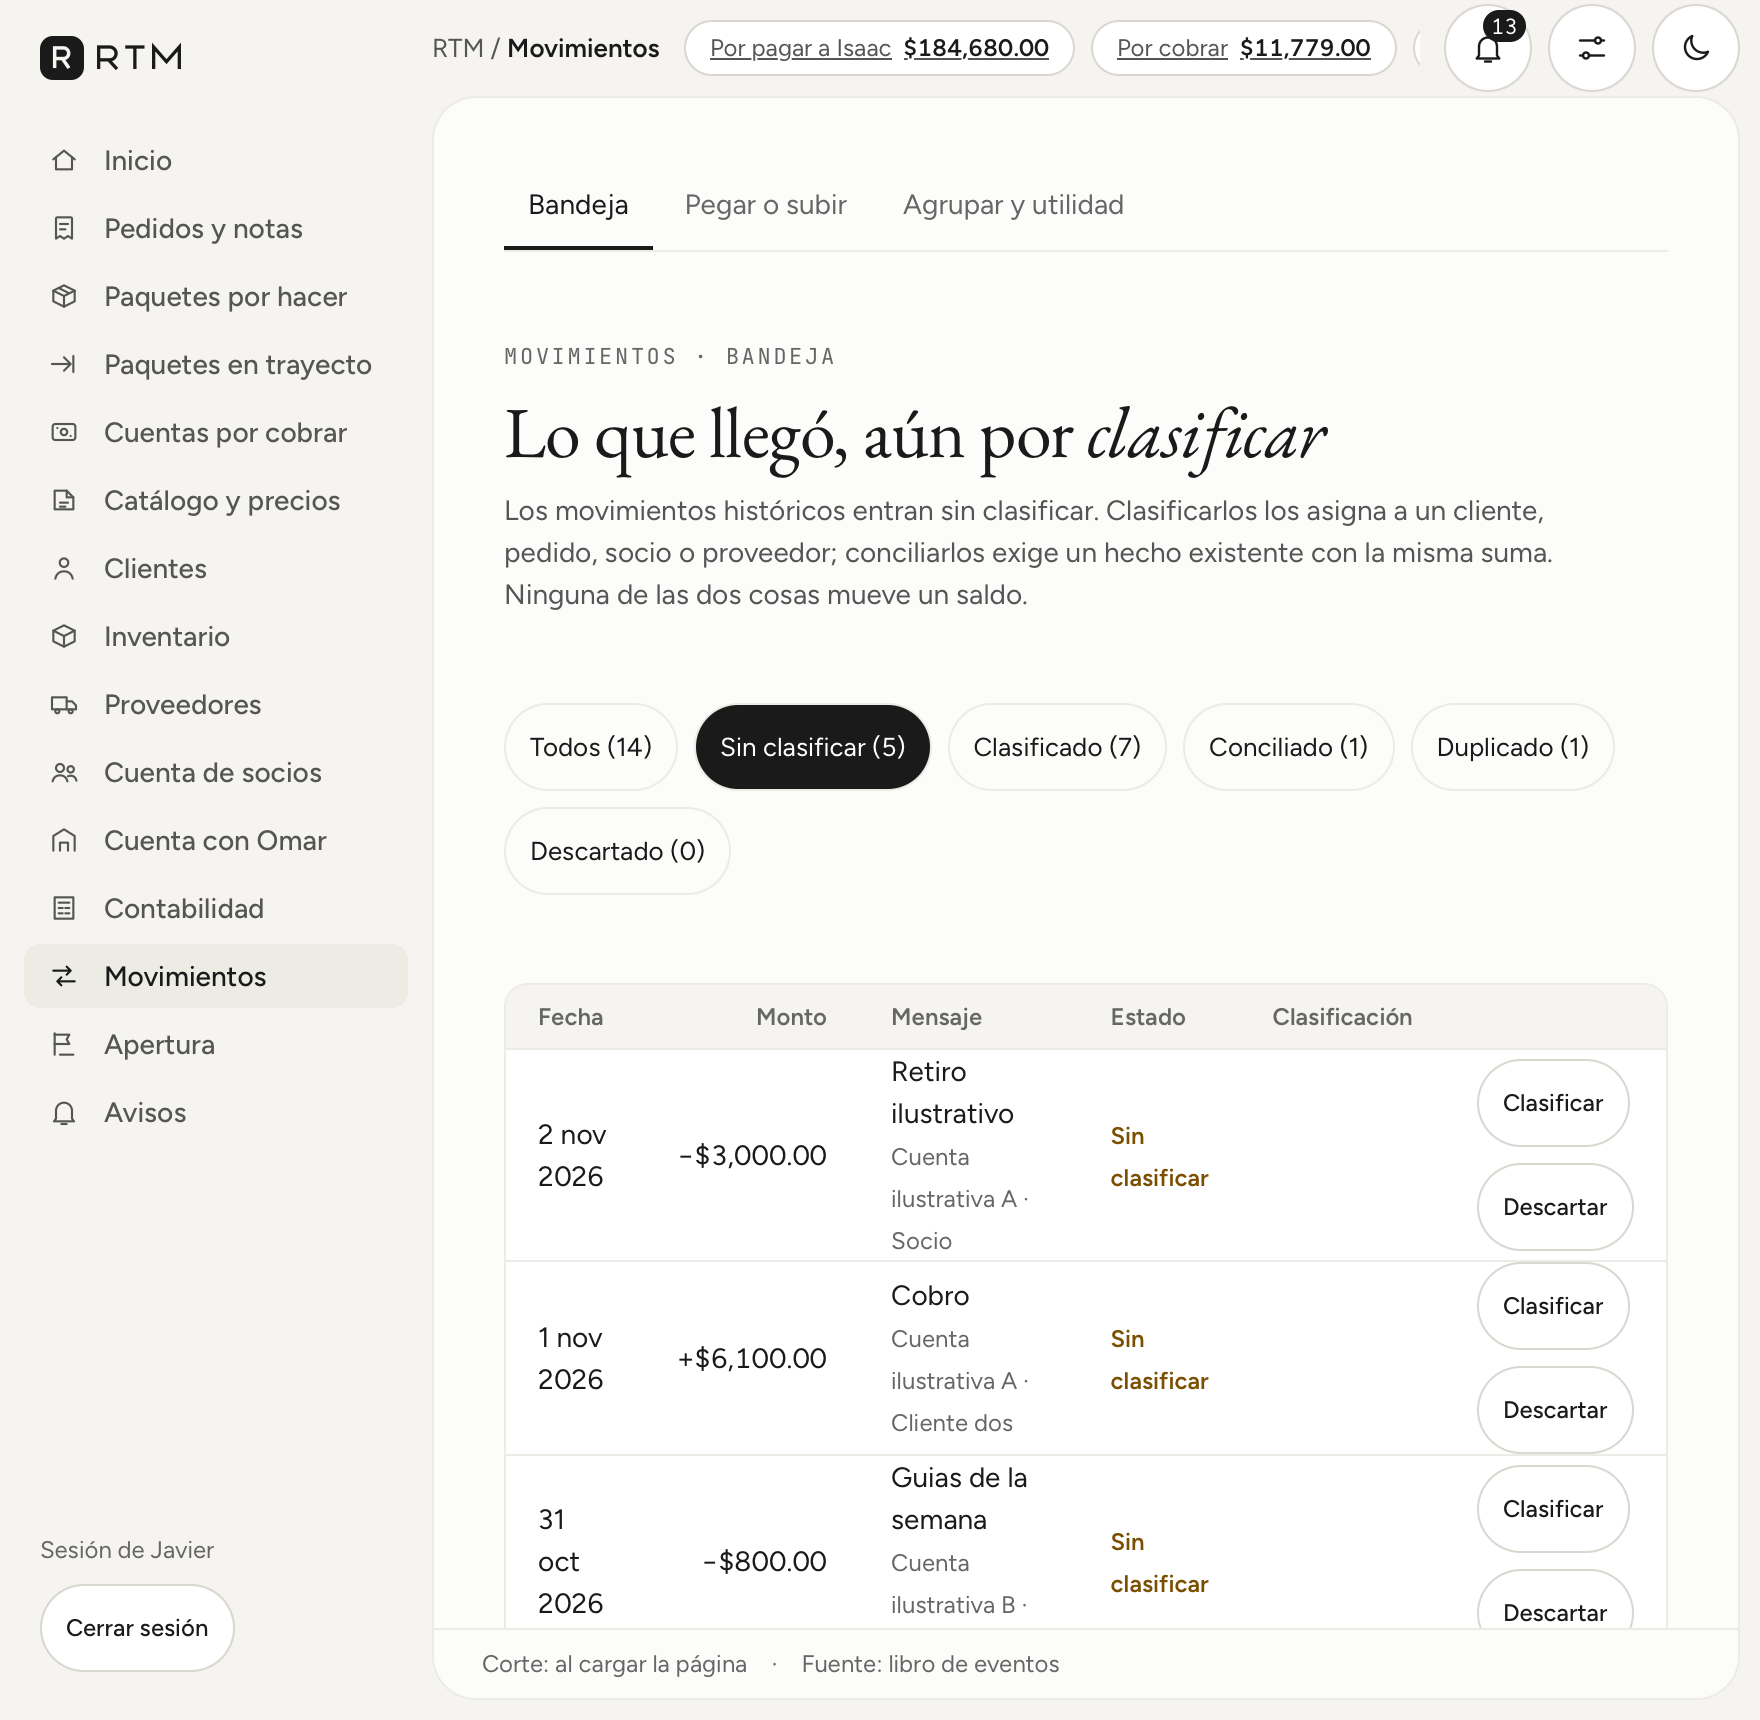 R RTM
RTM / Movimientos
Por pagar a Isaac $184,680.00
Por cobrar $11,779.00
13
Inicio
Pedidos y notas
Paquetes por hacer
Paquetes en trayecto
Cuentas por cobrar
Catálogo y precios
Clientes
Inventario
Proveedores
Cuenta de socios
Cuenta con Omar
Contabilidad
Movimientos
Apertura
Avisos
Sesión de Javier
Cerrar sesión
Bandeja Pegar o subir Agrupar y utilidad
MOVIMIENTOS · BANDEJA
Lo que llegó, aún por clasificar
Los movimientos históricos entran sin clasificar. Clasificarlos los asigna a un cliente,
pedido, socio o proveedor; conciliarlos exige un hecho existente con la misma suma.
Ninguna de las dos cosas mueve un saldo.
Todos (14) Sin clasificar (5) Clasificado (7) Conciliado (1) Duplicado (1)
Descartado (0)
Fecha Monto Mensaje Estado Clasificación
2 nov
2026
-$3,000.00
Retiro
ilustrativo
Cuenta
ilustrativa A ·
Socio
Sin
clasificar
Clasificar
Descartar
1 nov
2026
+$6,100.00
Cobro
Cuenta
ilustrativa A ·
Cliente dos
Sin
clasificar
Clasificar
Descartar
31
oct
2026
-$800.00
Guias de la
semana
Cuenta
ilustrativa B ·
Sin
clasificar
Clasificar
Descartar
Corte: al cargar la página · Fuente: libro de eventos